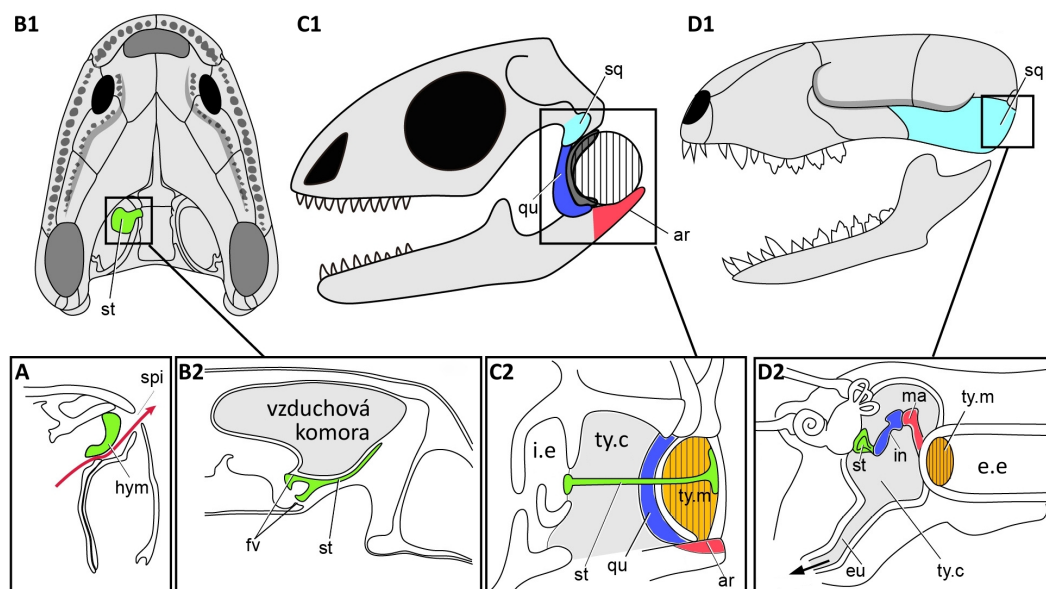 B1
st
C1
sq
qu
ar
D1
sq
A
spi
hym
B2
vzduchová
komora
fv
st
C2
i.e
ty.c
ty.m
st
qu
ar
D2
ma
ty.m
st
in
e.e
eu
ty.c